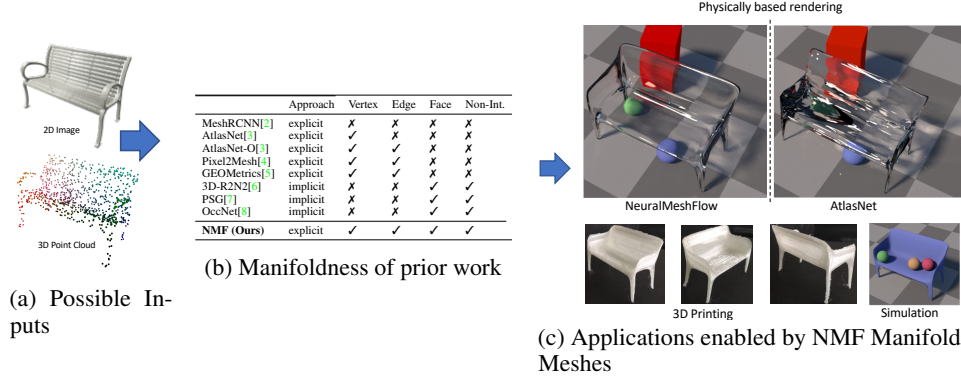 2D Image
3D Point Cloud
(a) Possible In-
puts
Approach Vertex Edge Face Non-Int.
MeshRCNN[2] explicit ✗ ✗ ✗ ✗
AtlasNet[3] explicit ✓ ✗ ✗ ✗
AtlasNet-O[3] explicit ✓ ✓ ✗ ✗
Pixel2Mesh[4] explicit ✓ ✓ ✗ ✗
GEOMetrics[5] explicit ✓ ✓ ✗ ✗
3D-R2N2[6] implicit ✗ ✗ ✓ ✓
PSG[7] implicit ✗ ✗ ✓ ✓
OccNet[8] implicit ✗ ✗ ✓ ✓
NMF (Ours) explicit ✓ ✓ ✓ ✓
(b) Manifoldness of prior work
Physically based rendering
NeuralMeshFlow AtlasNet
3D Printing Simulation
(c) Applications enabled by NMF Manifold
Meshes